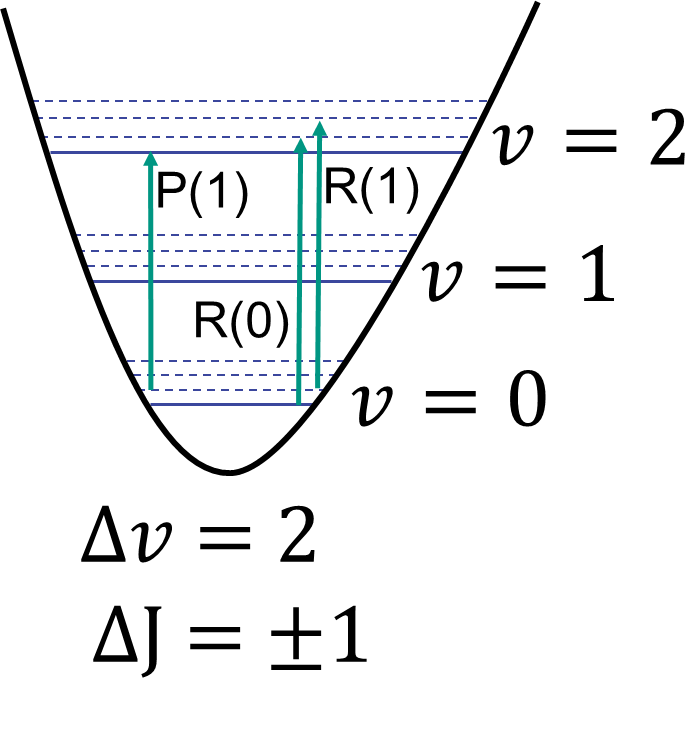 v = 2
P(1)
R(1)
v = 1
R(0)
v = 0
Δv = 2
ΔJ = ±1